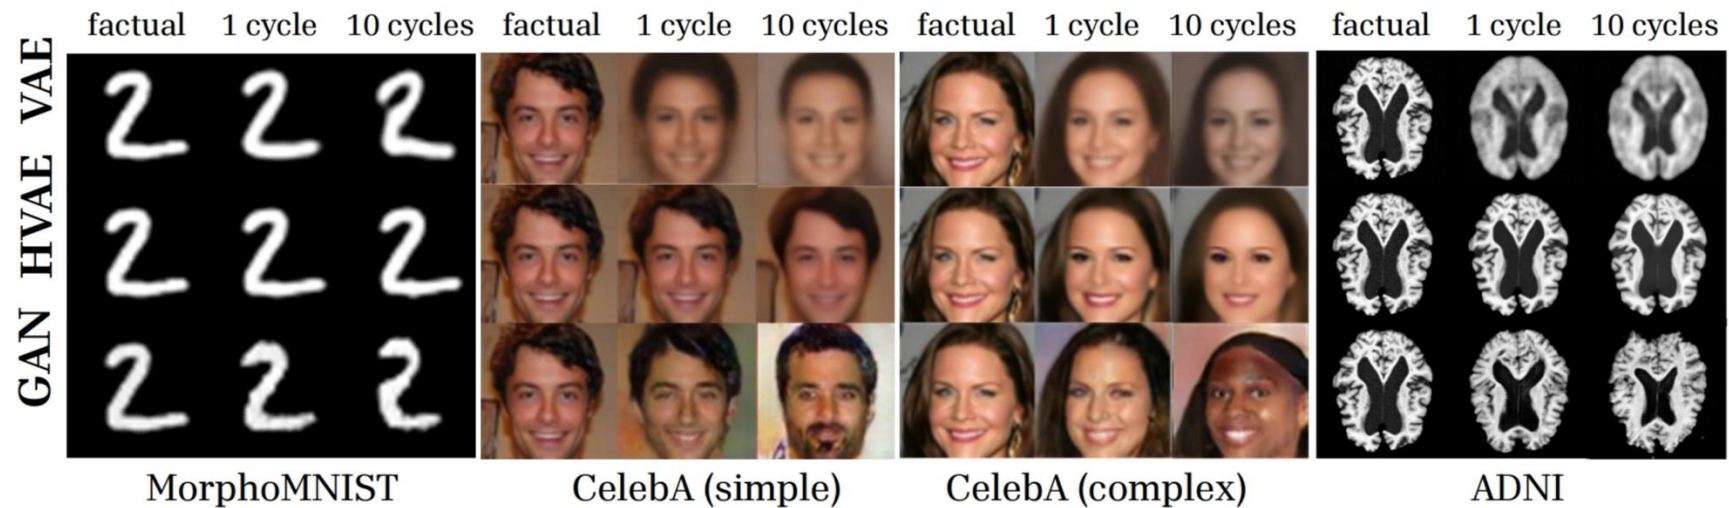 factual 1 cycle 10 cycles factual 1 cycle 10 cycles factual 1 cycle 10 cycles factual 1 cycle 10 cycles
VAE
HVAE
GAN
MorphoMNIST CelebA (simple) CelebA (complex) ADNI